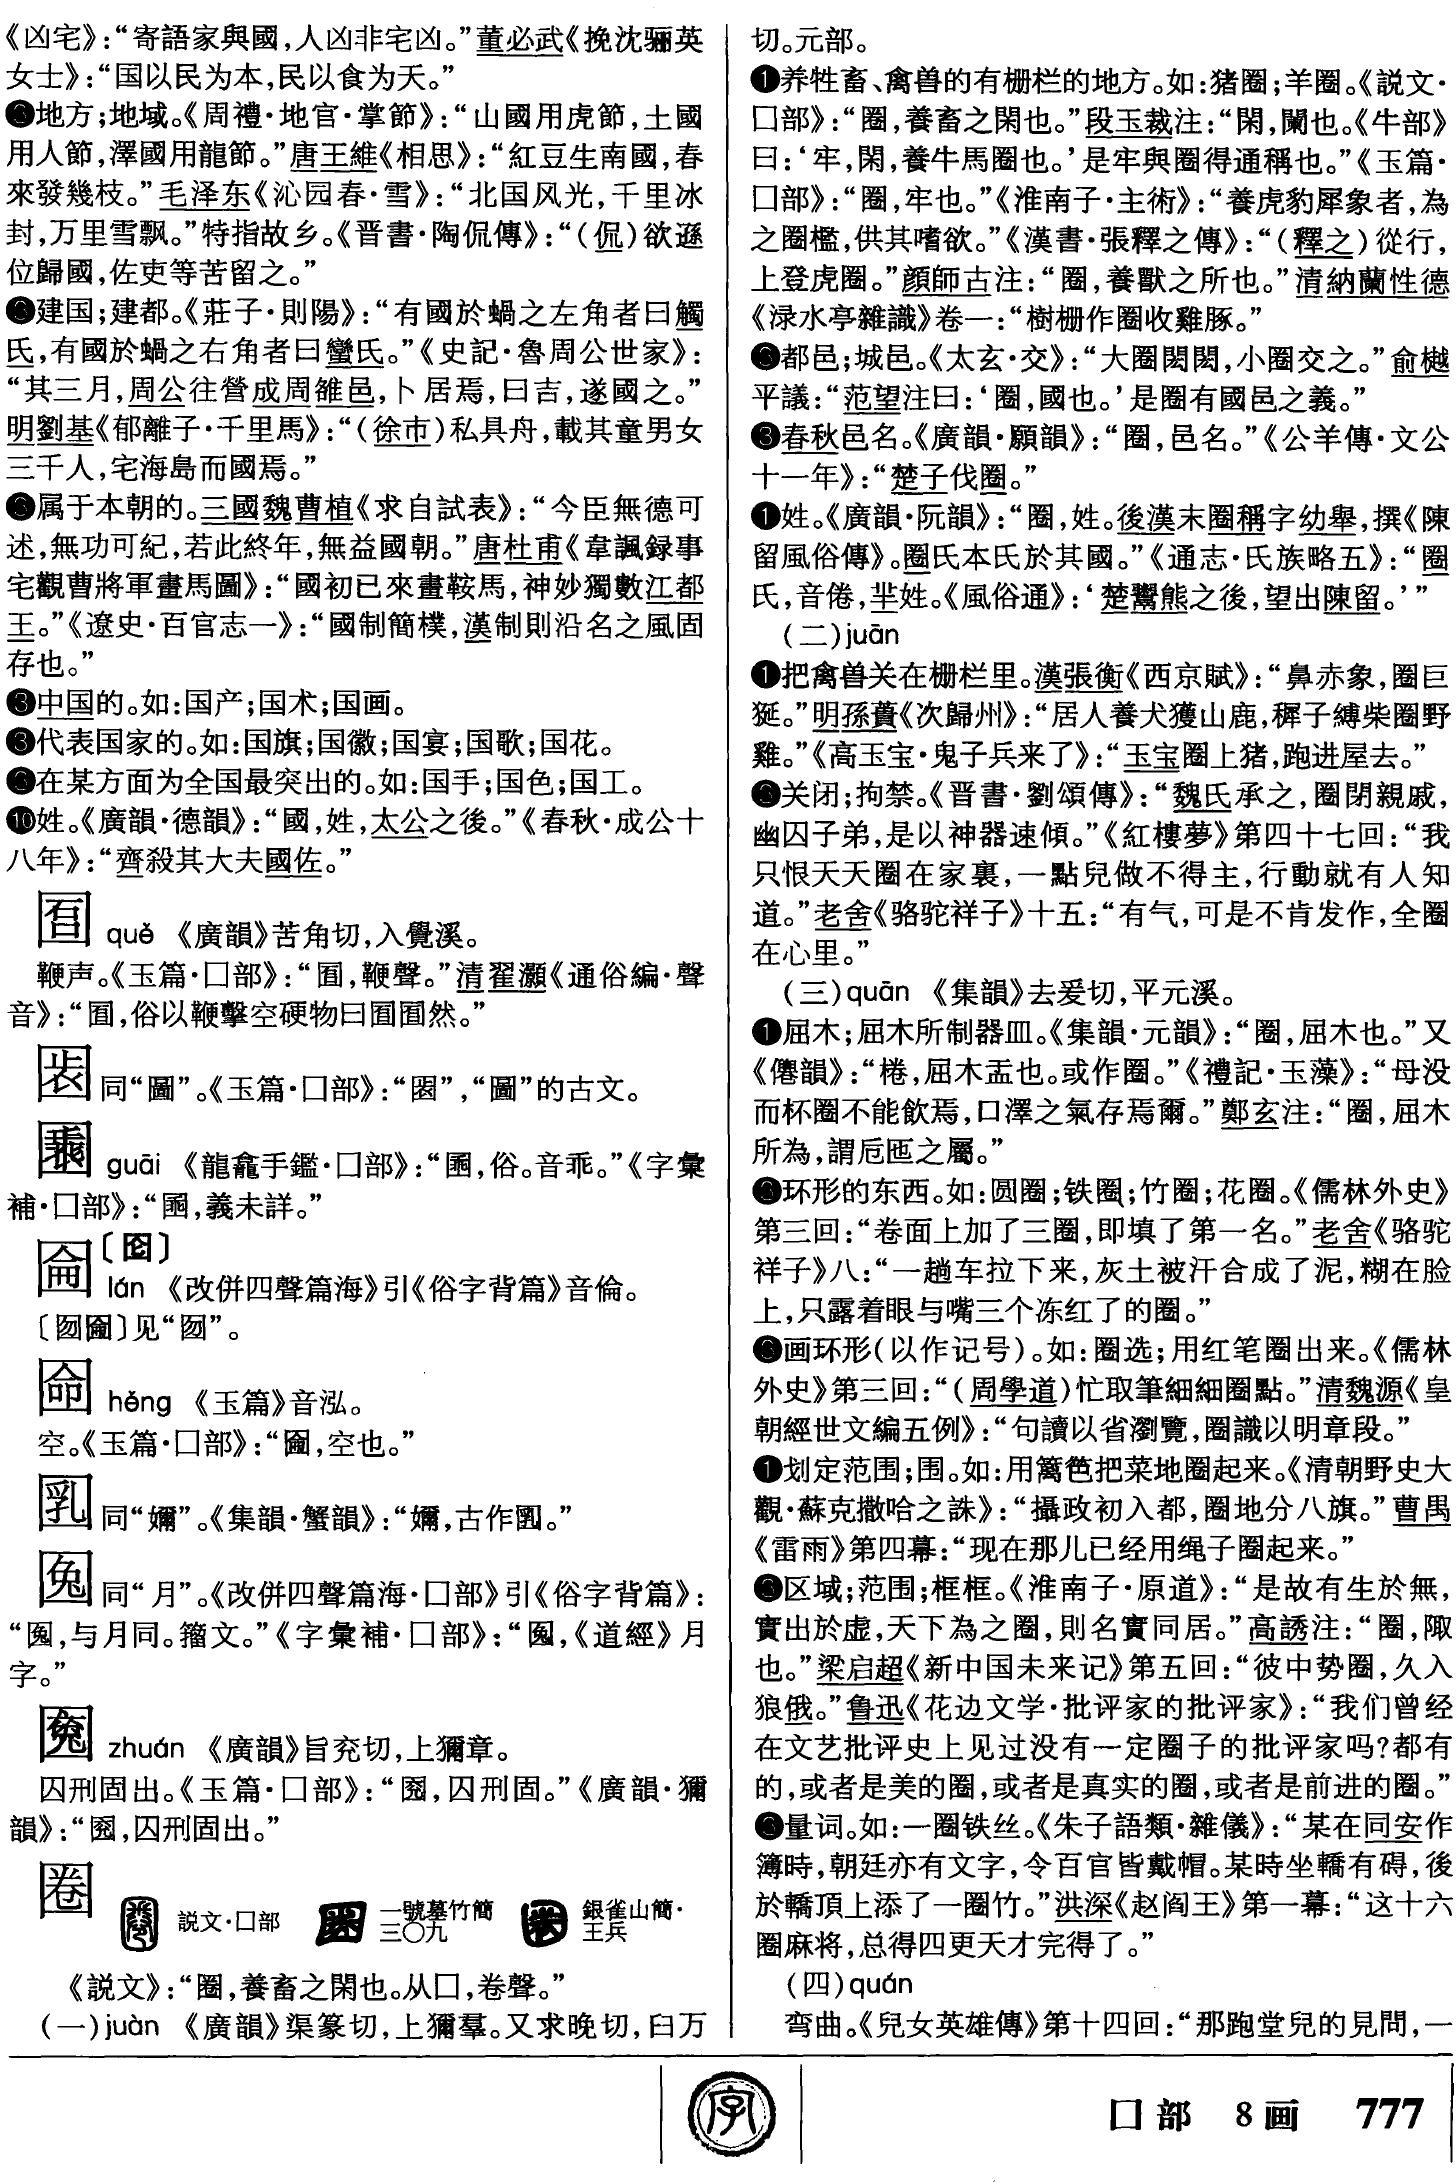 《凶宅》：“寄語家與國，人凶非宅凶。”董必武《挽沈骊英
女士》：“国以民为本，民以食为天。”
地方；地域。《周禮·地官·掌節》：“山國用虎節，土國
用人節，澤國用龍節。”唐王維《相思》：“紅豆生南國，春
來發幾枝。”毛泽东《沁园春·雪》：“北国风光，千里冰
封，万里雪飘。”特指故乡。《晋書·陶侃傳》：“（侃）欲遜
位歸國，佐吏等苦留之。”
建国；建都。《莊子·則陽》：“有國於蝸之左角者曰觸
氏，有國於蝸之右角者曰蠻氏。”《史記·魯周公世家》：
“其三月，周公往營成周雒邑，卜居焉，曰吉，遂國之。”
明劉基《郁離子·千里馬》：“（徐市）私具舟，載其童男女
三千人，宅海島而國焉。”
属于本朝的。三國魏曹植《求自試表》：“今臣無德可
述，無功可紀，若此終年，無益國朝。”唐杜甫《韋諷録事
宅觀曹將軍畫馬圖》：“國初已來畫鞍馬，神妙獨數江都
王。”《遼史·百官志一》：“國制簡樸，漢制則沿名之風固
存也。”
中国的。如：国产；国术；国画。
代表国家的。如：国旗；国徽；国宴；国歌；国花。
在某方面为全国最突出的。如：国手；国色；国工。
❿姓。《廣韻·德韻》：“國，姓，太公之後。”《春秋·成公十
八年》：“齊殺其大夫國佐。”
què 《廣韻》苦角切，入覺溪。
鞭声。《玉篇·囗部》：“，鞭聲。”清翟灝《通俗編·聲
音》：“，俗以鞭擊空硬物曰然。”
同“圖”。《玉篇·囗部》：“”，“圖”的古文。
guāi 《龍龕手鑑·囗部》：“，俗。音乖。”《字彙
補·囗部》：“，義未詳。”
圇〔囵〕
lún 《改併四聲篇海》引《俗字背篇》音倫。
〔囫圇〕见“囫”。
hěng 《玉篇》音泓。
空。《玉篇·囗部》：“，空也。”
同“嬭”。《集韻·蟹韻》：“嬭，古作。”
同“月”。《改併四聲篇海·囗部》引《俗字背篇》：
“，与月同。籀文。”《字彙補·囗部》：“，《道經》月
字。”
zhuǎn 《廣韻》旨兖切，上獮章。
囚刑固出。《玉篇·囗部》：“，囚刑固。”《廣韻·獮
韻》：“，囚刑固出。”
圈 説文·囗部 一號墓竹簡三〇九 銀雀山簡·王兵
《説文》：“圈，養畜之閑也。从囗，卷聲。”
（一）juàn 《廣韻》渠篆切，上獮羣。又求晚切，臼万
切。元部。
❶养牲畜、禽兽的有栅栏的地方。如：猪圈；羊圈。《説文·
囗部》：“圈，養畜之閑也。”段玉裁注：“閑，闌也。《牛部》
曰：‘牢，閑，養牛馬圈也。’是牢與圈得通稱也。”《玉篇·
囗部》：“圈，牢也。”《淮南子·主術》：“養虎豹犀象者，為
之圈檻，供其嗜欲。”《漢書·張釋之傳》：“（釋之）從行，
上登虎圈。”顔師古注：“圈，養獸之所也。”清納蘭性德
《渌水亭雜識》卷一：“樹栅作圈收雞豚。”
都邑；城邑。《太玄·交》：“大圈閎閎，小圈交之。”俞樾
平議：“范望注曰：‘圈，國也。’是圈有國邑之義。”
❸春秋邑名。《廣韻·願韻》：“圈，邑名。”《公羊傳·文公
十一年》：“楚子伐圈。”
姓。《廣韻·阮韻》：“圈，姓。後漢末圈稱字幼舉，撰《陳
留風俗傳》。圈氏本氏於其國。”《通志·氏族略五》：“圈
氏，音倦，芈姓。《風俗通》：‘楚鬻熊之後，望出陳留。’”
（二）juān
❶把禽兽关在栅栏里。漢張衡《西京賦》：“鼻赤象，圈巨
狿。”明孫蕡《次歸州》：“居人養犬獲山鹿，穉子縛柴圈野
雞。”《高玉宝·鬼子兵来了》：“玉宝圈上猪，跑进屋去。”
关闭；拘禁。《晋書·劉頌傳》：“魏氏承之，圈閉親戚，
幽囚子弟，是以神器速傾。”《紅樓夢》第四十七回：“我
只恨天天圈在家裏，一點兒做不得主，行動就有人知
道。”老舍《骆驼祥子》十五：“有气，可是不肯发作，全圈
在心里。”
（三）quān 《集韻》去爰切，平元溪。
❶屈木；屈木所制器皿。《集韻·元韻》：“圈，屈木也。”又
《僊韻》：“棬，屈木盂也。或作圈。”《禮記·玉藻》：“母没
而杯圈不能飲焉，口澤之氣存焉爾。”鄭玄注：“圈，屈木
所為，謂卮匜之屬。”
环形的东西。如：圆圈；铁圈；竹圈；花圈。《儒林外史》
第三回：“卷面上加了三圈，即填了第一名。”老舍《骆驼
祥子》八：“一趟车拉下来，灰土被汗合成了泥，糊在脸
上，只露着眼与嘴三个冻红了的圈。”
画环形（以作记号）。如：圈选；用红笔圈出来。《儒林
外史》第三回：“（周學道）忙取筆細細圈點。”清魏源《皇
朝經世文編五例》：“句讀以省瀏覽，圈識以明章段。”
划定范围；围。如：用篱笆把菜地圈起来。《清朝野史大
觀·蘇克撒哈之誅》：“攝政初入都，圈地分八旗。”曹禺
《雷雨》第四幕：“现在那儿已经用绳子圈起来。”
区域；范围；框框。《淮南子·原道》：“是故有生於無，
實出於虚，天下為之圈，則名實同居。”高誘注：“圈，陬
也。”梁启超《新中国未来记》第五回：“彼中势圈，久入
狼俄。”鲁迅《花边文学·批评家的批评家》：“我们曾经
在文艺批评史上见过没有一定圈子的批评家吗？都有
的，或者是美的圈，或者是真实的圈，或者是前进的圈。”
量词。如：一圈铁丝。《朱子語類·雜儀》：“某在同安作
簿時，朝廷亦有文字，令百官皆戴帽。某時坐轎有碍，後
於轎頂上添了一圈竹。”洪深《赵阎王》第一幕：“这十六
圈麻将，总得四更天才完得了。”
（四）quán
弯曲。《兒女英雄傳》第十四回：“那跑堂兒的見問，一
字
囗部 8画 777